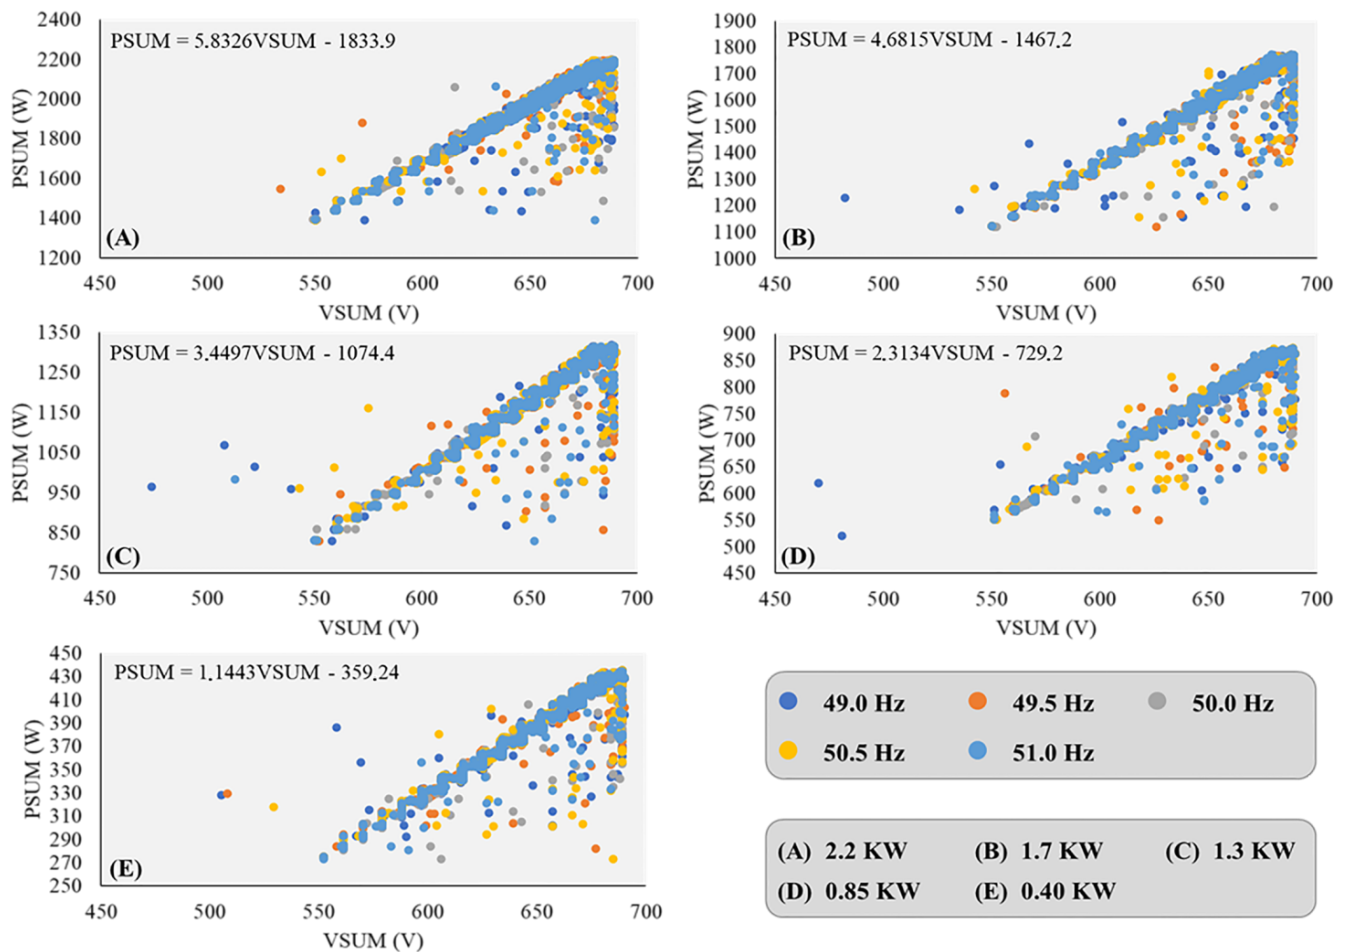 PSUM = 5.8326VSUM - 1833.9
PSUM (W)
2400
2200
2000
1800
1600
1400
1200
(A)
450 500 550 600 650 700
VSUM (V)
PSUM = 4.6815VSUM - 1467.2
PSUM (W)
1900
1800
1700
1600
1500
1400
1300
1200
1100
1000
(B)
450 500 550 600 650 700
VSUM (V)
PSUM = 3.4497VSUM - 1074.4
PSUM (W)
1350
1250
1150
1050
950
850
750
(C)
450 500 550 600 650 700
VSUM (V)
PSUM = 2.3134VSUM - 729.2
PSUM (W)
900
850
800
750
700
650
600
550
500
450
(D)
450 500 550 600 650 700
VSUM (V)
PSUM = 1.1443VSUM - 359.24
PSUM (W)
450
430
410
390
370
350
330
310
290
270
250
(E)
450 500 550 600 650 700
VSUM (V)
49.0 Hz 49.5 Hz 50.0 Hz
50.5 Hz 51.0 Hz
(A) 2.2 KW (B) 1.7 KW (C) 1.3 KW
(D) 0.85 KW (E) 0.40 KW